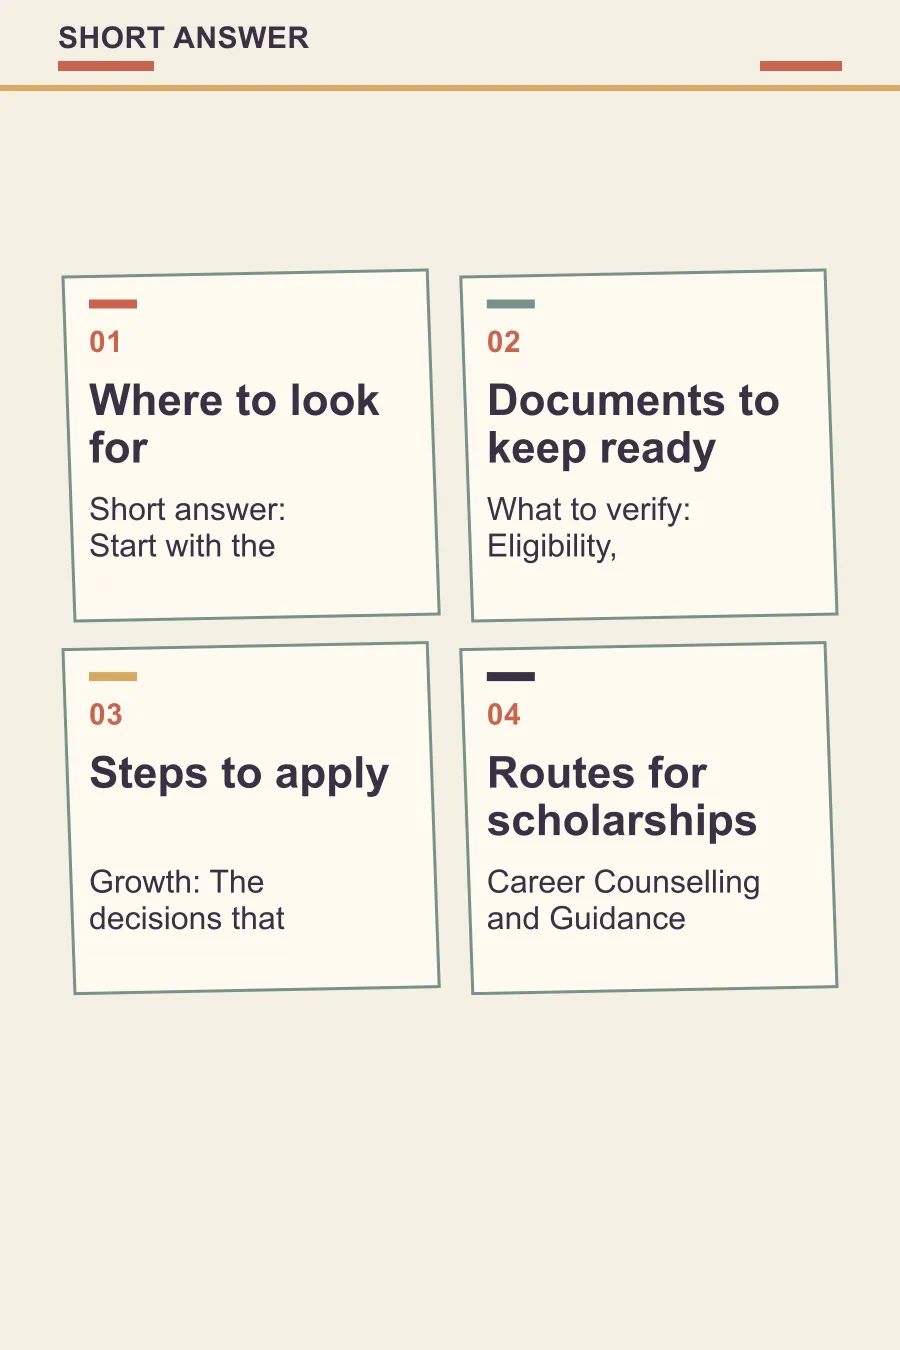 SHORT ANSWER
01
Where to look
for
Short answer:
Start with the
02
Documents to
keep ready
What to verify:
Eligibility,
03
Steps to apply
Growth: The
decisions that
04
Routes for
scholarships
Career Counselling
and Guidance